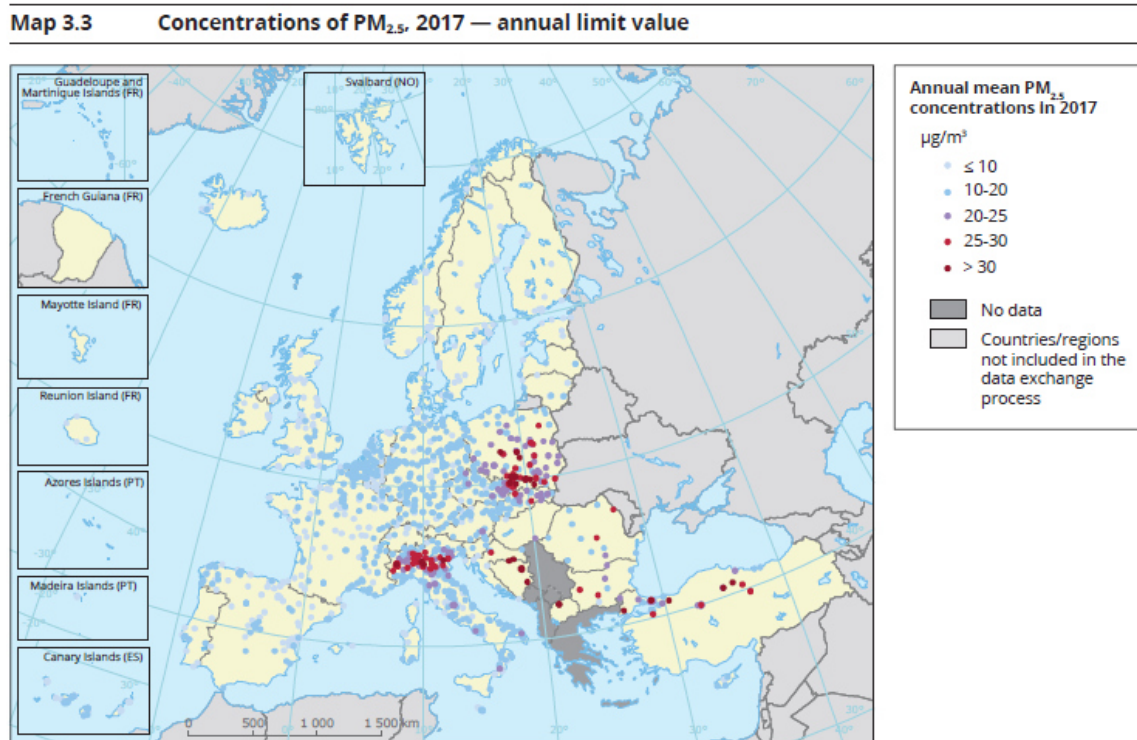 Map 3.3 Concentrations of PM2.5, 2017 — annual limit value
Guadeloupe and
Martinique Islands (FR)
Svalbard (NO)
French Guiana (FR)
Mayotte Island (FR)
Reunion Island (FR)
Azores Islands (PT)
Madeira Islands (PT)
Canary Islands (ES)
0 500 1 000 1 500 km
Annual mean PM2.5
concentrations in 2017
µg/m³
≤ 10
10-20
20-25
25-30
> 30
No data
Countries/regions
not included in the
data exchange
process